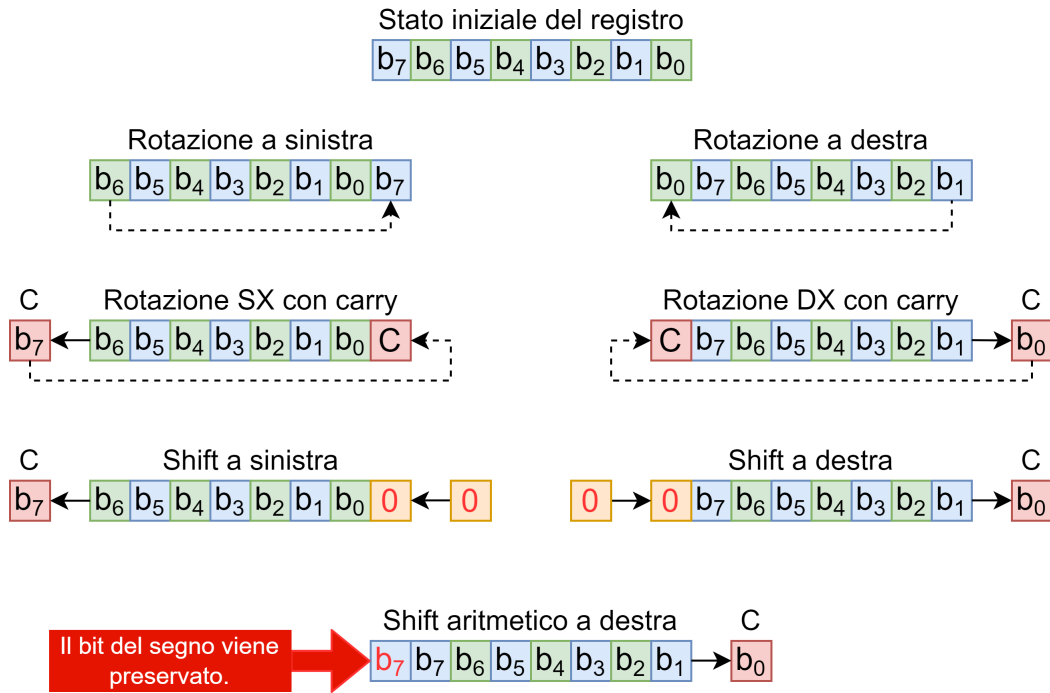 Stato iniziale del registro
b₇ b₆ b₅ b₄ b₃ b₂ b₁ b₀
Rotazione a sinistra
b₆ b₅ b₄ b₃ b₂ b₁ b₀ b₇
Rotazione a destra
b₀ b₇ b₆ b₅ b₄ b₃ b₂ b₁
C Rotazione SX con carry
b₇ b₆ b₅ b₄ b₃ b₂ b₁ b₀ C
Rotazione DX con carry C
C b₇ b₆ b₅ b₄ b₃ b₂ b₁ b₀
C Shift a sinistra
b₇ b₆ b₅ b₄ b₃ b₂ b₁ b₀ 0 0
Shift a destra C
0 0 b₇ b₆ b₅ b₄ b₃ b₂ b₁ b₀
Shift aritmetico a destra C
Il bit del segno viene
preservato.
b₇ b₇ b₆ b₅ b₄ b₃ b₂ b₁ b₀